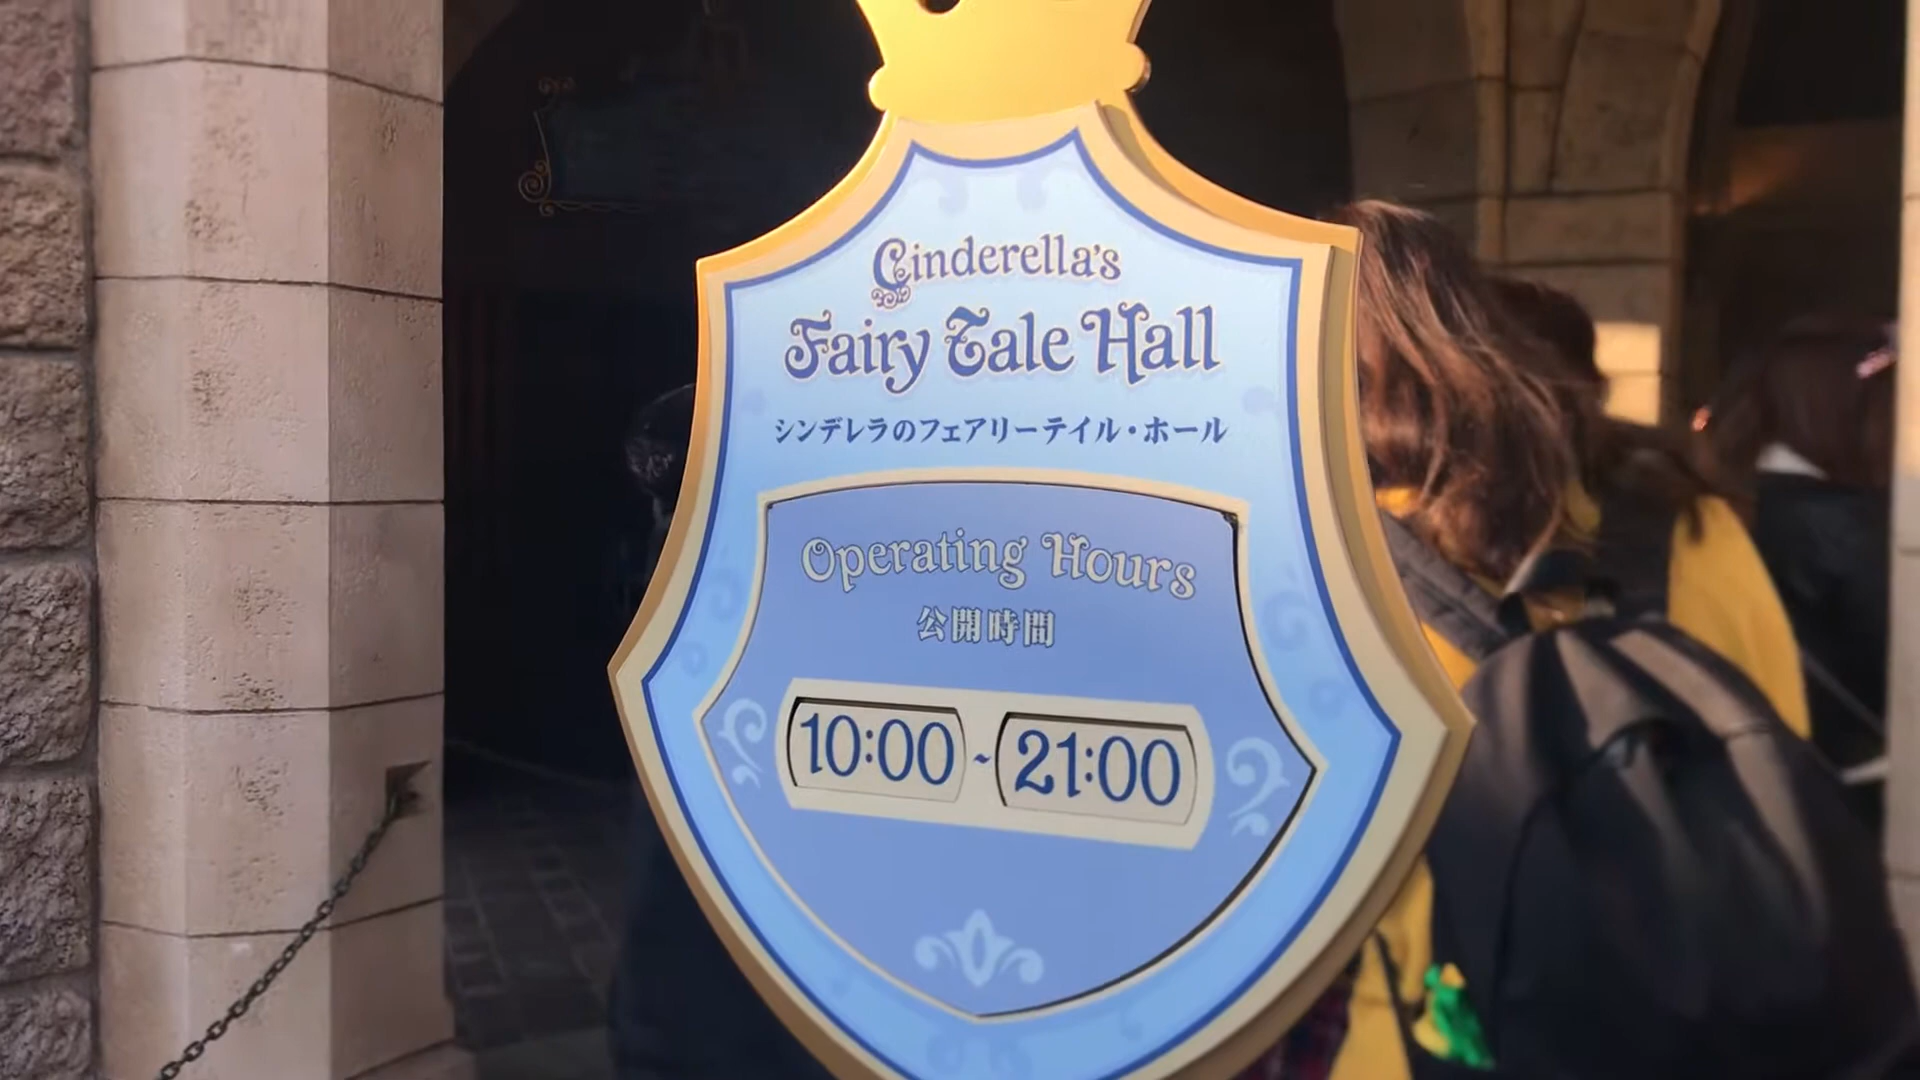 Cinderella's
Fairy Tale Hall
シンデレラのフェアリーテイル・ホール
Operating Hours
公開時間
10:00 - 21:00